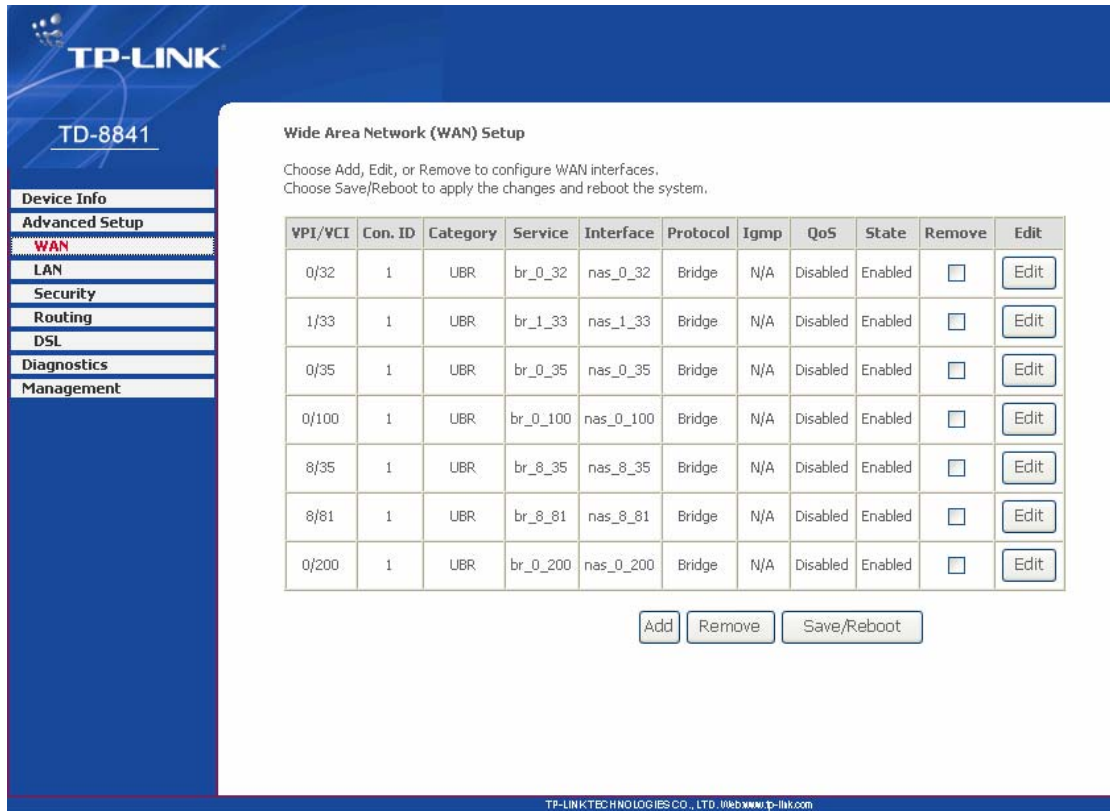 TP-LINK
TD-8841
Device Info
Advanced Setup
WAN
LAN
Security
Routing
DSL
Diagnostics
Management
Wide Area Network (WAN) Setup
Choose Add, Edit, or Remove to configure WAN interfaces.
Choose Save/Reboot to apply the changes and reboot the system.
VPI/VCI Con. ID Category Service Interface Protocol Igmp QoS State Remove Edit
0/32 1 UBR br_0_32 nas_0_32 Bridge N/A Disabled Enabled Edit
1/33 1 UBR br_1_33 nas_1_33 Bridge N/A Disabled Enabled Edit
0/35 1 UBR br_0_35 nas_0_35 Bridge N/A Disabled Enabled Edit
0/100 1 UBR br_0_100 nas_0_100 Bridge N/A Disabled Enabled Edit
8/35 1 UBR br_8_35 nas_8_35 Bridge N/A Disabled Enabled Edit
8/81 1 UBR br_8_81 nas_8_81 Bridge N/A Disabled Enabled Edit
0/200 1 UBR br_0_200 nas_0_200 Bridge N/A Disabled Enabled Edit
Add Remove Save/Reboot
TP-LINK TECHNOLOGIES CO., LTD. Web:www.tp-link.com